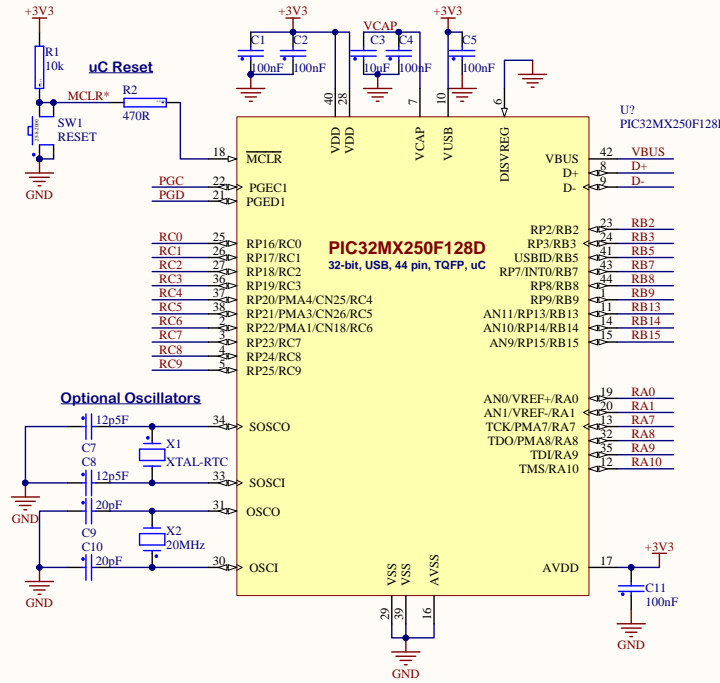 +3V3
+3V3
+3V3
R1
10k
uC Reset
C1
100nF
C2
100nF
VCAP
C3
10uF
C4
100nF
C5
100nF
MCLR*
R2
470R
SW1
RESET
GND
40
VDD
28
VDD
7
VCAP
10
VUSB
6
DISVREG
U?
PIC32MX250F128
18
MCLR
PGC
22
PGEC1
PGD
21
PGED1
42
VBUS
VBUS
8
D+
D+
9
D-
D-
PIC32MX250F128D
32-bit, USB, 44 pin, TQFP, uC
RC0
25
RP16/RC0
RC1
26
RP17/RC1
RC2
27
RP18/RC2
RC3
36
RP19/RC3
RC4
37
RP20/PMA4/CN25/RC4
RC5
38
RP21/PMA3/CN26/RC5
RC6
2
RP22/PMA1/CN18/RC6
RC7
3
RP23/RC7
RC8
4
RP24/RC8
RC9
5
RP25/RC9
RP2/RB2
23
RB2
RP3/RB3
24
RB3
USBID/RB5
41
RB5
RP7/INT0/RB7
43
RB7
RP8/RB8
44
RB8
RP9/RB9
1
RB9
AN11/RP13/RB13
11
RB13
AN10/RP14/RB14
14
RB14
AN9/RP15/RB15
15
RB15
AN0/VREF+/RA0
19
RA0
AN1/VREF-/RA1
20
RA1
TCK/PMA7/RA7
13
RA7
TDO/PMA8/RA8
32
RA8
TDI/RA9
35
RA9
TMS/RA10
12
RA10
Optional Oscillators
12p5F
C7
C8
12p5F
X1
XTAL-RTC
34
SOSCO
33
SOSCI
GND
20pF
C9
C10
20pF
X2
20MHz
31
OSCO
30
OSCI
GND
VSS
29
VSS
39
AVSS
16
GND
AVDD
17
+3V3
C11
100nF
GND